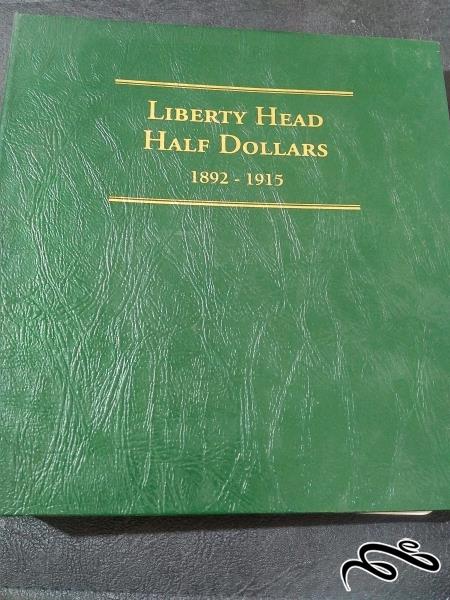 LIBERTY HEAD
HALF DOLLARS
1892 - 1915